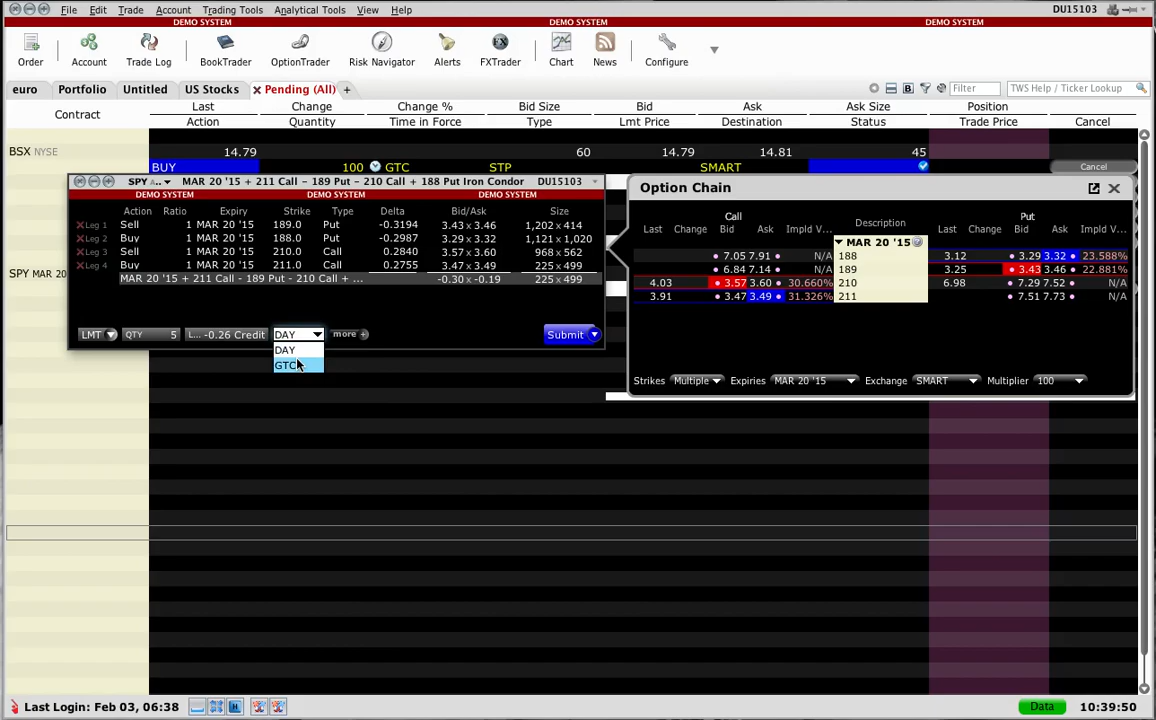 File Edit Trade Account Trading Tools Analytical Tools View Help DU15103
DEMO SYSTEM DEMO SYSTEM DEMO SYSTEM
Order Account Trade Log BookTrader OptionTrader Risk Navigator Alerts FXTrader Chart News Configure
euro Portfolio Untitled US Stocks Pending (All) + B Filter TWS Help / Ticker Lookup
Contract
Last Change Change % Bid Size Bid Ask Ask Size Position
Action Quantity Time in Force Type Lmt Price Destination Status Trade Price Cancel
BSX NYSE 14.79 60 14.79 14.81 45
BUY 100 GTC STP SMART Cancel
SPY MAR 20
SPY MAR 20 '15 + 211 Call - 189 Put - 210 Call + 188 Put Iron Condor DU15103
DEMO SYSTEM DEMO SYSTEM DEMO SYSTEM
Action Ratio Expiry Strike Type Delta Bid/Ask Size
Leg 1 Sell 1 MAR 20 '15 189.0 Put -0.3194 3.43 x 3.46 1,202 x 414
Leg 2 Buy 1 MAR 20 '15 188.0 Put -0.2987 3.29 x 3.32 1,121 x 1,020
Leg 3 Sell 1 MAR 20 '15 210.0 Call 0.2840 3.57 x 3.60 968 x 562
Leg 4 Buy 1 MAR 20 '15 211.0 Call 0.2755 3.47 x 3.49 225 x 499
MAR 20 '15 + 211 Call - 189 Put - 210 Call + ... -0.30 x -0.19 225 x 499
LMT QTY 5 L... -0.26 Credit DAY more + Submit
DAY
GTC
Option Chain
Call Put
Last Change Bid Ask Impld V... Description Last Change Bid Ask Impld V...
MAR 20 '15
7.05 7.91 N/A 188 3.12 3.29 3.32 23.588%
6.84 7.14 N/A 189 3.25 3.43 3.46 22.881%
4.03 3.57 3.60 30.660% 210 6.98 7.29 7.52 N/A
3.91 3.47 3.49 31.326% 211 7.51 7.73 N/A
Strikes Multiple Expiries MAR 20 '15 Exchange SMART Multiplier 100
Last Login: Feb 03, 06:38 Data 10:39:50